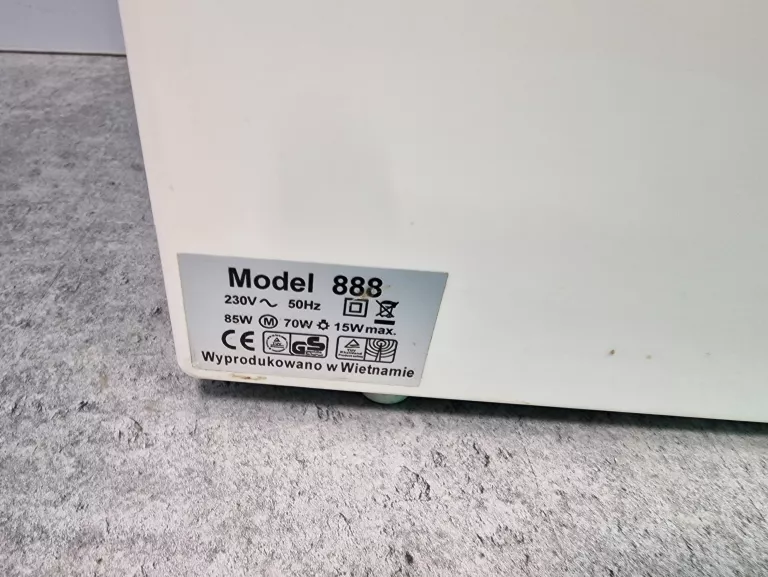 Model 888
230V ~ 50Hz
85W M 70W 15W max.
CE GS
Wyprodukowano w Wietnamie